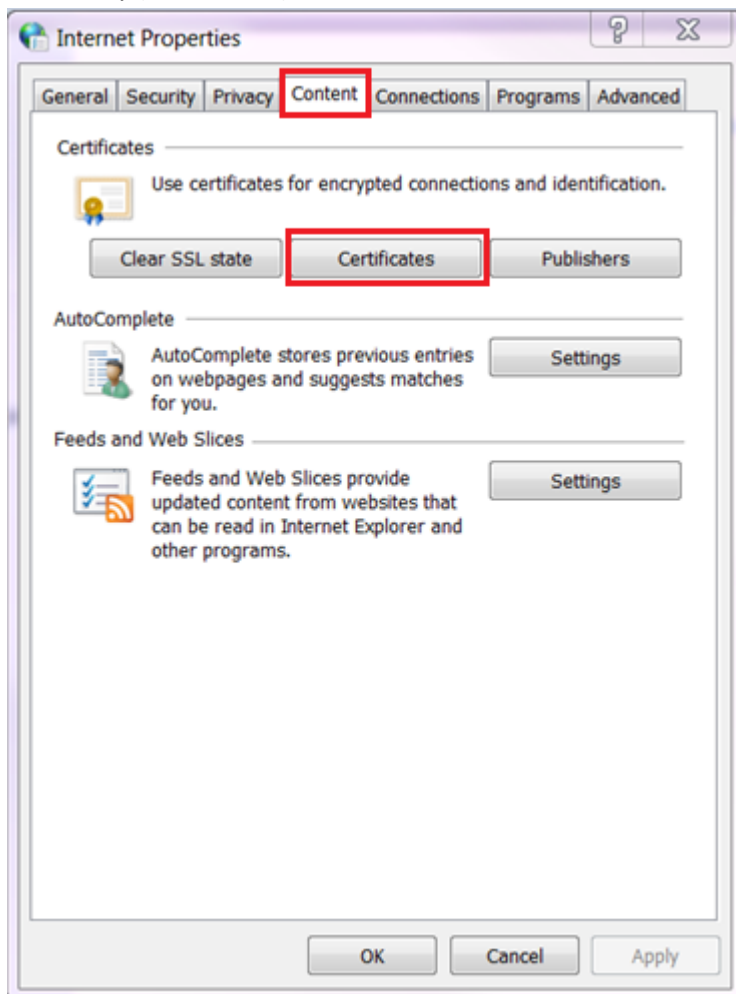 Internet Properties
General Security Privacy Content Connections Programs Advanced
Certificates
Use certificates for encrypted connections and identification.
Clear SSL state Certificates Publishers
AutoComplete
AutoComplete stores previous entries
on webpages and suggests matches
for you.
Settings
Feeds and Web Slices
Feeds and Web Slices provide
updated content from websites that
can be read in Internet Explorer and
other programs.
Settings
OK Cancel Apply